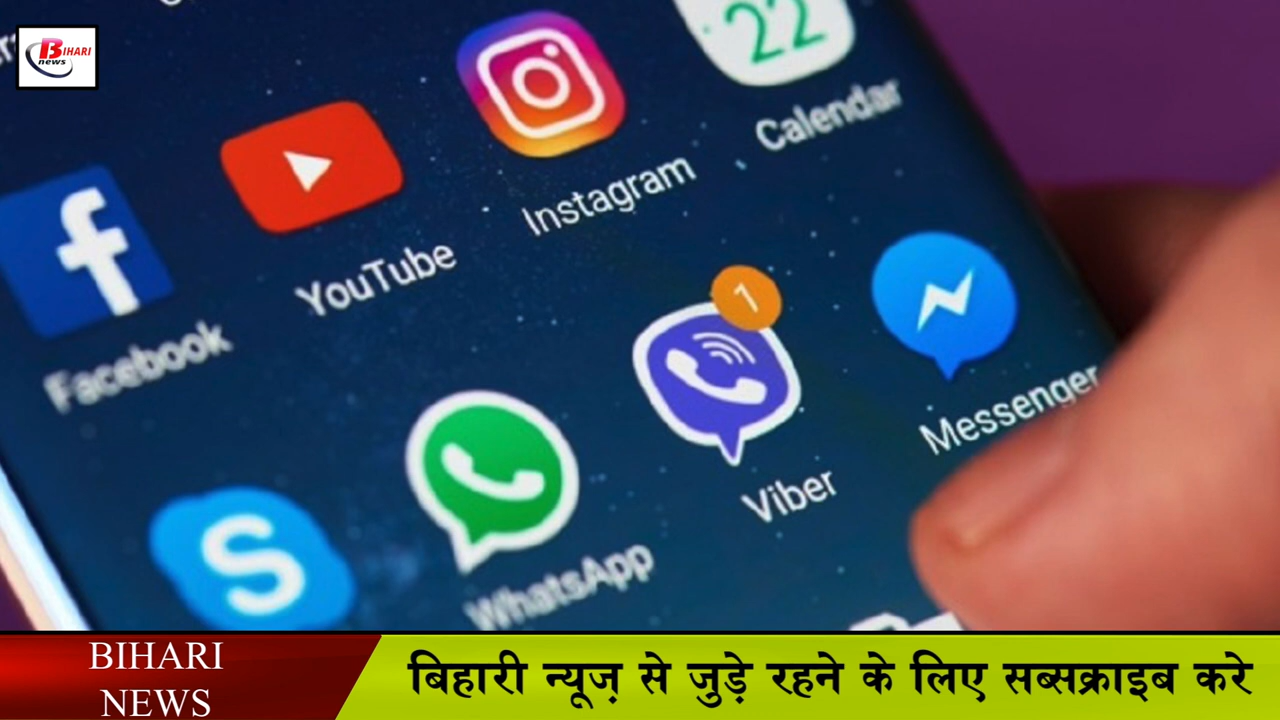 BIHARI
news
22
Calendar
Instagram
YouTube
Facebook
1
Messenger
Viber
WhatsApp
BIHARI
NEWS
बिहारी न्यूज़ से जुड़े रहने के लिए सब्सक्राइब करे